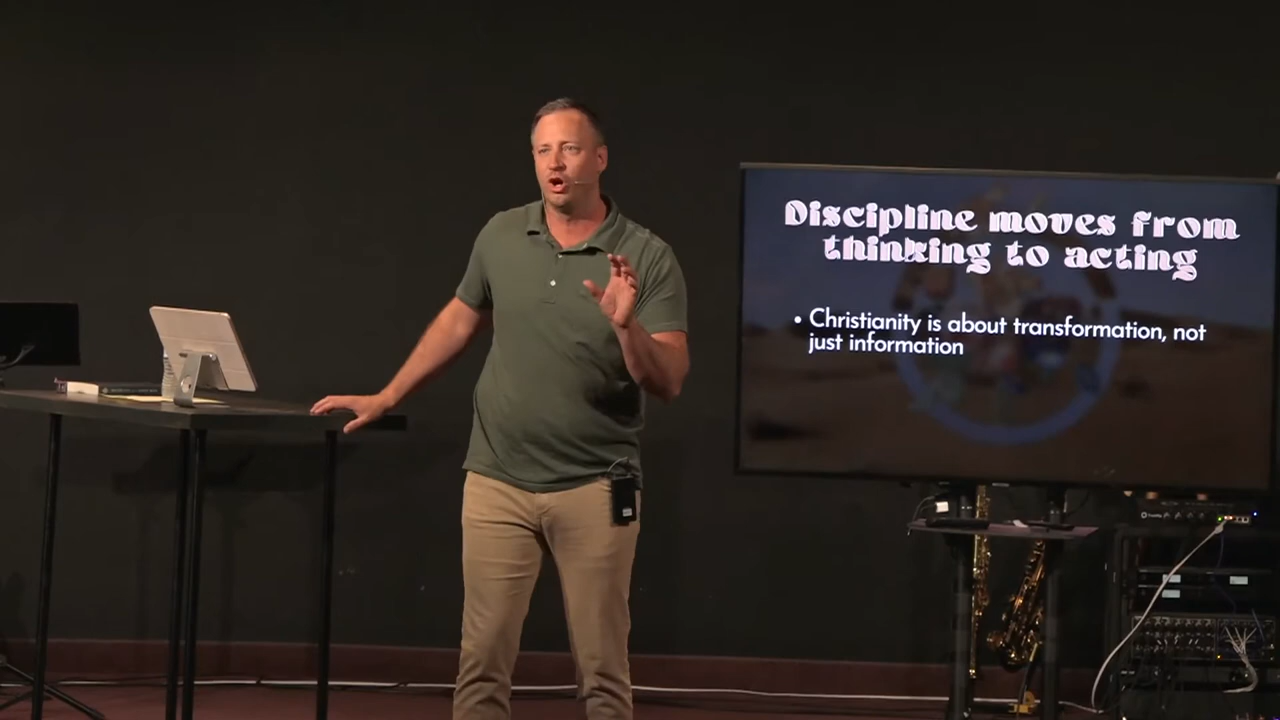 Discipline moves from
thinking to acting
• Christianity is about transformation, not
just information